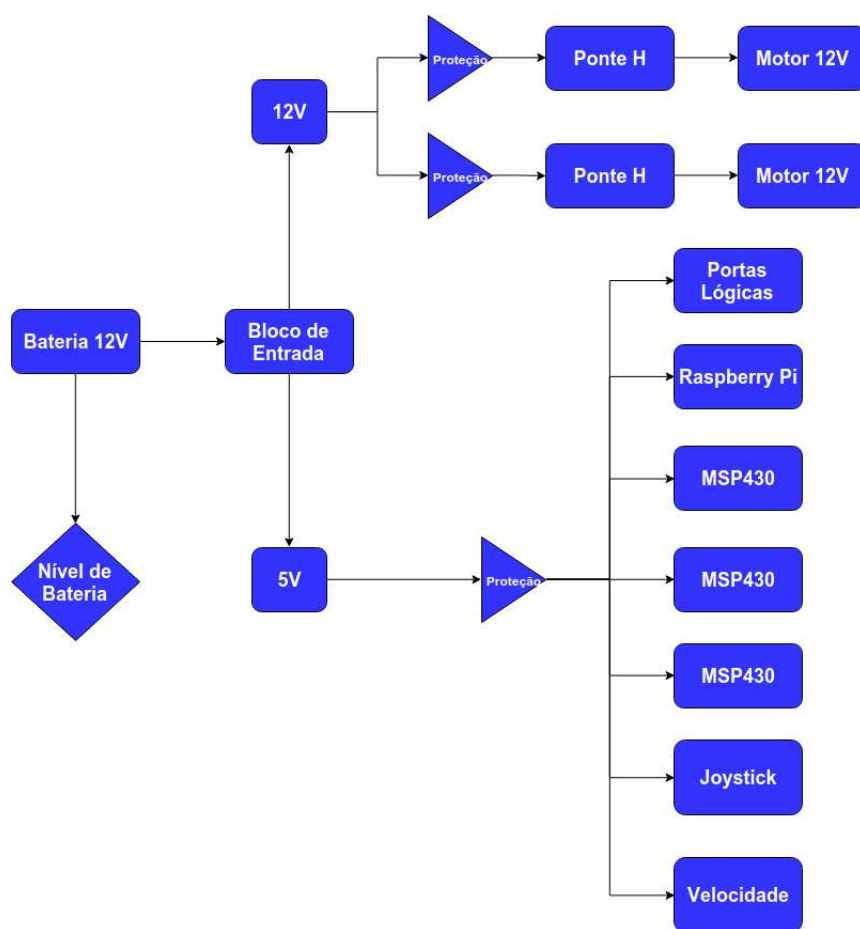 Proteção
Ponte H
Motor 12V
12V
Proteção
Ponte H
Motor 12V
Portas
Lógicas
Bateria 12V
Bloco de
Entrada
Raspberry Pi
MSP430
Nível de
Bateria
5V
Proteção
MSP430
MSP430
Joystick
Velocidade